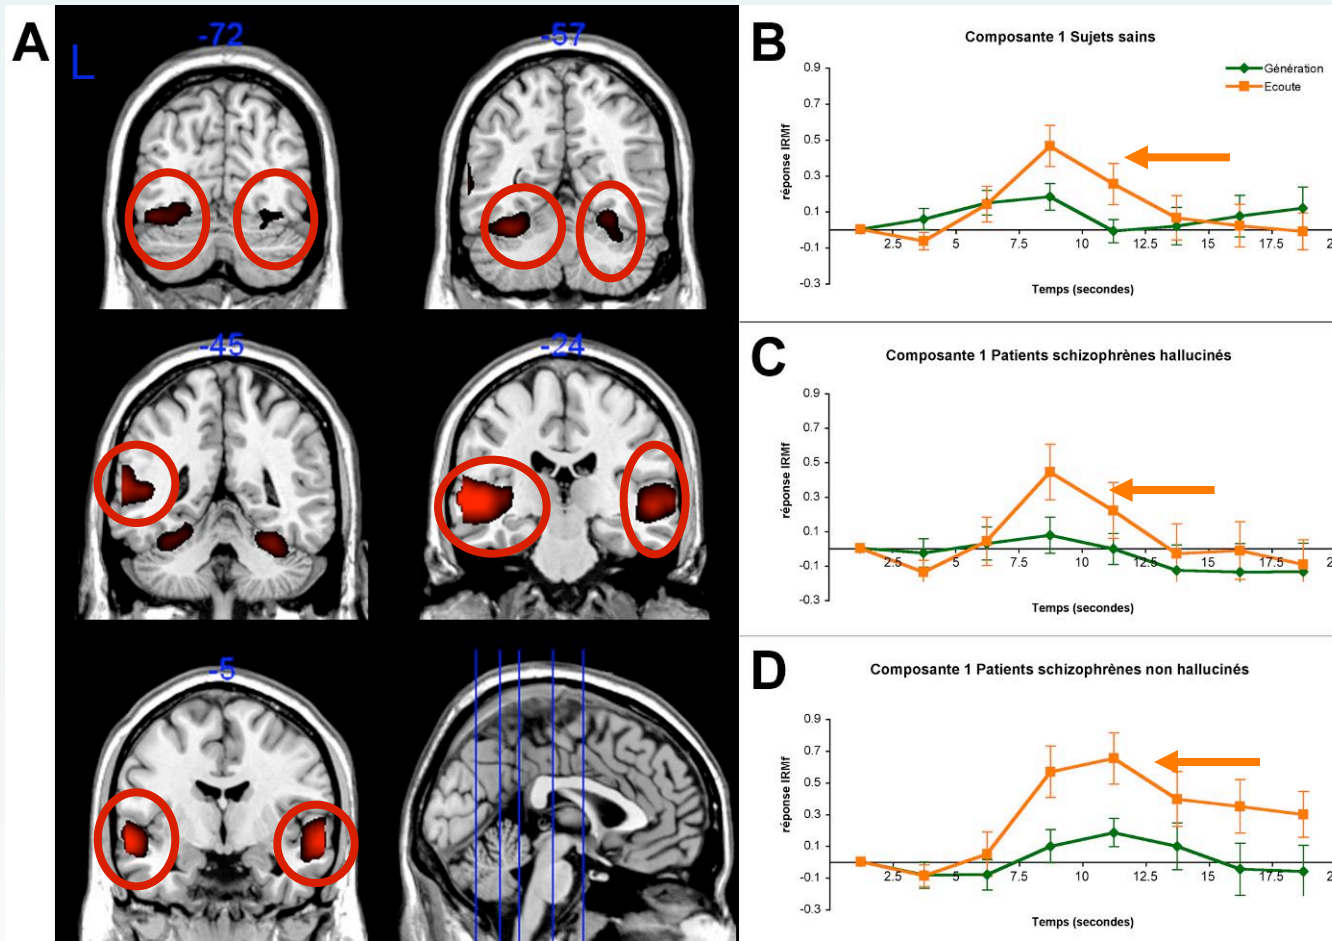 A
L
-72
-57
-45
-24
-5
B
Composante 1 Sujets sains
Génération
Ecoute
réponse IRMf
0.9
0.7
0.5
0.3
0.1
-0.1
-0.3
2.5 5 7.5 10 12.5 15 17.5 2
Temps (secondes)
C
Composante 1 Patients schizophrènes hallucinés
réponse IRMf
0.9
0.7
0.5
0.3
0.1
-0.1
-0.3
2.5 5 7.5 10 12.5 15 17.5 2
Temps (secondes)
D
Composante 1 Patients schizophrènes non hallucinés
réponse IRMf
0.9
0.7
0.5
0.3
0.1
-0.1
-0.3
2.5 5 7.5 10 12.5 15 17.5 2
Temps (secondes)